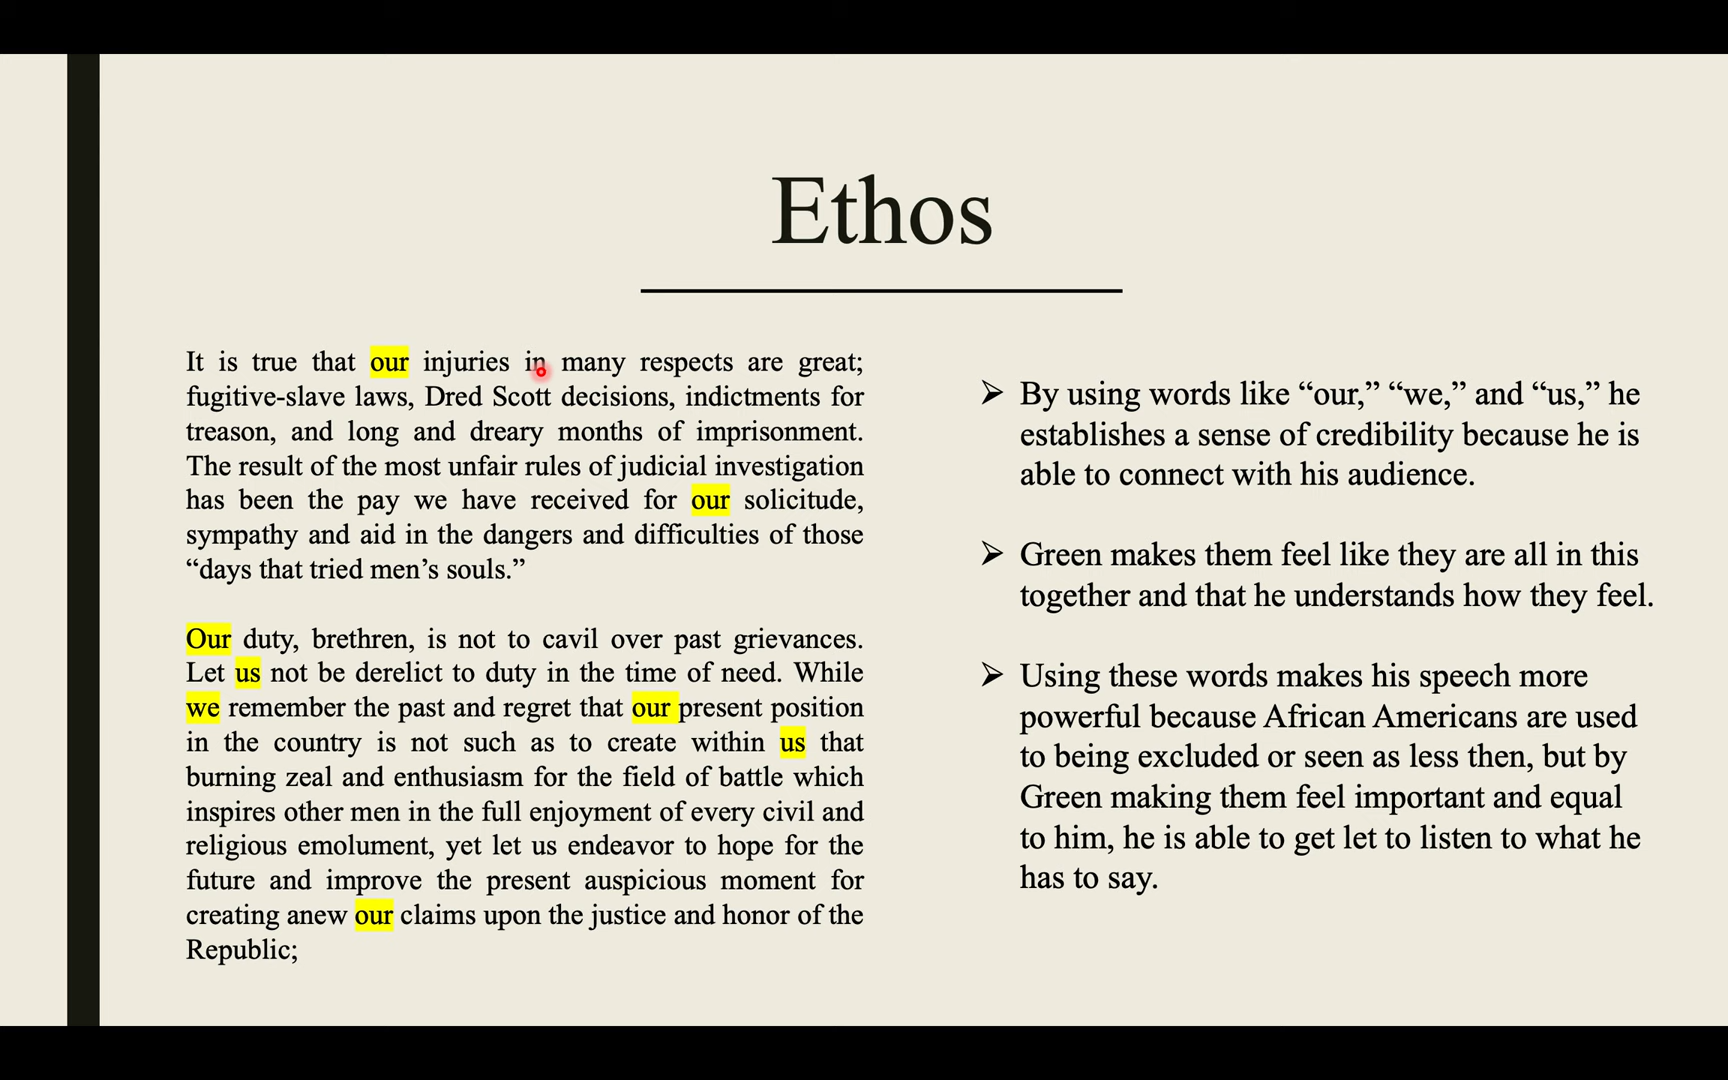 Ethos
It is true that our injuries in many respects are great;
fugitive-slave laws, Dred Scott decisions, indictments for
treason, and long and dreary months of imprisonment.
The result of the most unfair rules of judicial investigation
has been the pay we have received for our solicitude,
sympathy and aid in the dangers and difficulties of those
“days that tried men’s souls.”
Our duty, brethren, is not to cavil over past grievances.
Let us not be derelict to duty in the time of need. While
we remember the past and regret that our present position
in the country is not such as to create within us that
burning zeal and enthusiasm for the field of battle which
inspires other men in the full enjoyment of every civil and
religious emolument, yet let us endeavor to hope for the
future and improve the present auspicious moment for
creating anew our claims upon the justice and honor of the
Republic;
By using words like “our,” “we,” and “us,” he
establishes a sense of credibility because he is
able to connect with his audience.
Green makes them feel like they are all in this
together and that he understands how they feel.
Using these words makes his speech more
powerful because African Americans are used
to being excluded or seen as less then, but by
Green making them feel important and equal
to him, he is able to get let to listen to what he
has to say.